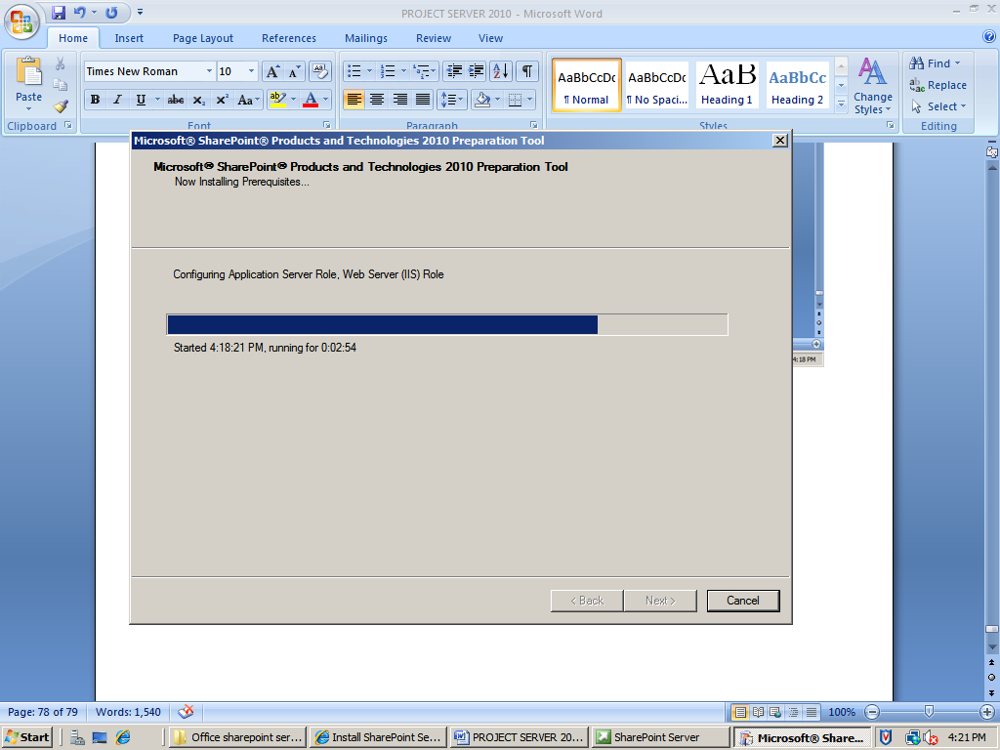 PROJECT SERVER 2010 - Microsoft Word
Home Insert Page Layout References Mailings Review View
Paste
Clipboard
Times New Roman 10
B I U abc X₂ X² Aa
Font
Paragraph
AaBbCcDc AaBbCcDc AaB AaBbCc
¶ Normal ¶ No Spaci... Heading 1 Heading 2
Change Styles
Styles
Find
Replace
Select
Editing
Microsoft® SharePoint® Products and Technologies 2010 Preparation Tool
Microsoft® SharePoint® Products and Technologies 2010 Preparation Tool
Now Installing Prerequisites...
Configuring Application Server Role, Web Server (IIS) Role
Started 4:18:21 PM, running for 0:02:54
4:18 PM
< Back Next > Cancel
Page: 78 of 79 Words: 1,540 100%
Start Office sharepoint ser... Install SharePoint Se... PROJECT SERVER 20... SharePoint Server Microsoft® Share... 4:21 PM